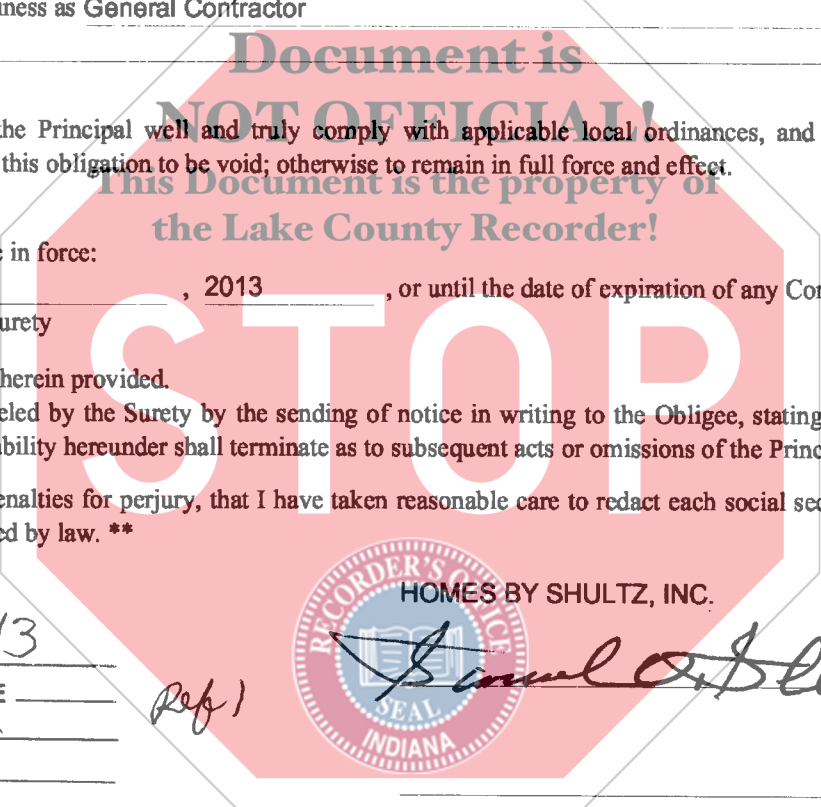 iness as General Contractor
Document is
NOT OFFICIAL!
the Principal well and truly comply with applicable local ordinances, and
this obligation to be void; otherwise to remain in full force and effect.
This Document is the property of
the Lake County Recorder!
in force:
, 2013 , or until the date of expiration of any Con
urety
STOP
herein provided.
eled by the Surety by the sending of notice in writing to the Obligee, stating
bility hereunder shall terminate as to subsequent acts or omissions of the Princ
enalties for perjury, that I have taken reasonable care to redact each social sec
ed by law. **
RECORDER'S OFFICE
SEAL
INDIANA
HOMES BY SHULTZ, INC.
13
E